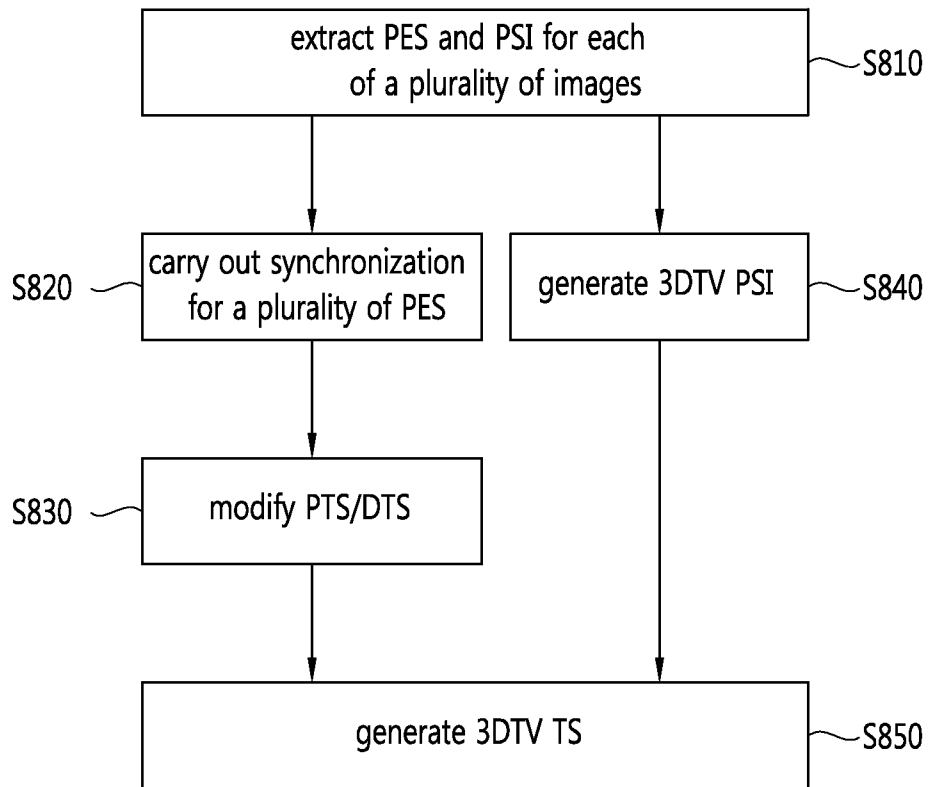 extract PES and PSI for each
of a plurality of images
S810
S820
carry out synchronization
for a plurality of PES
generate 3DTV PSI
S840
S830
modify PTS/DTS
generate 3DTV TS
S850